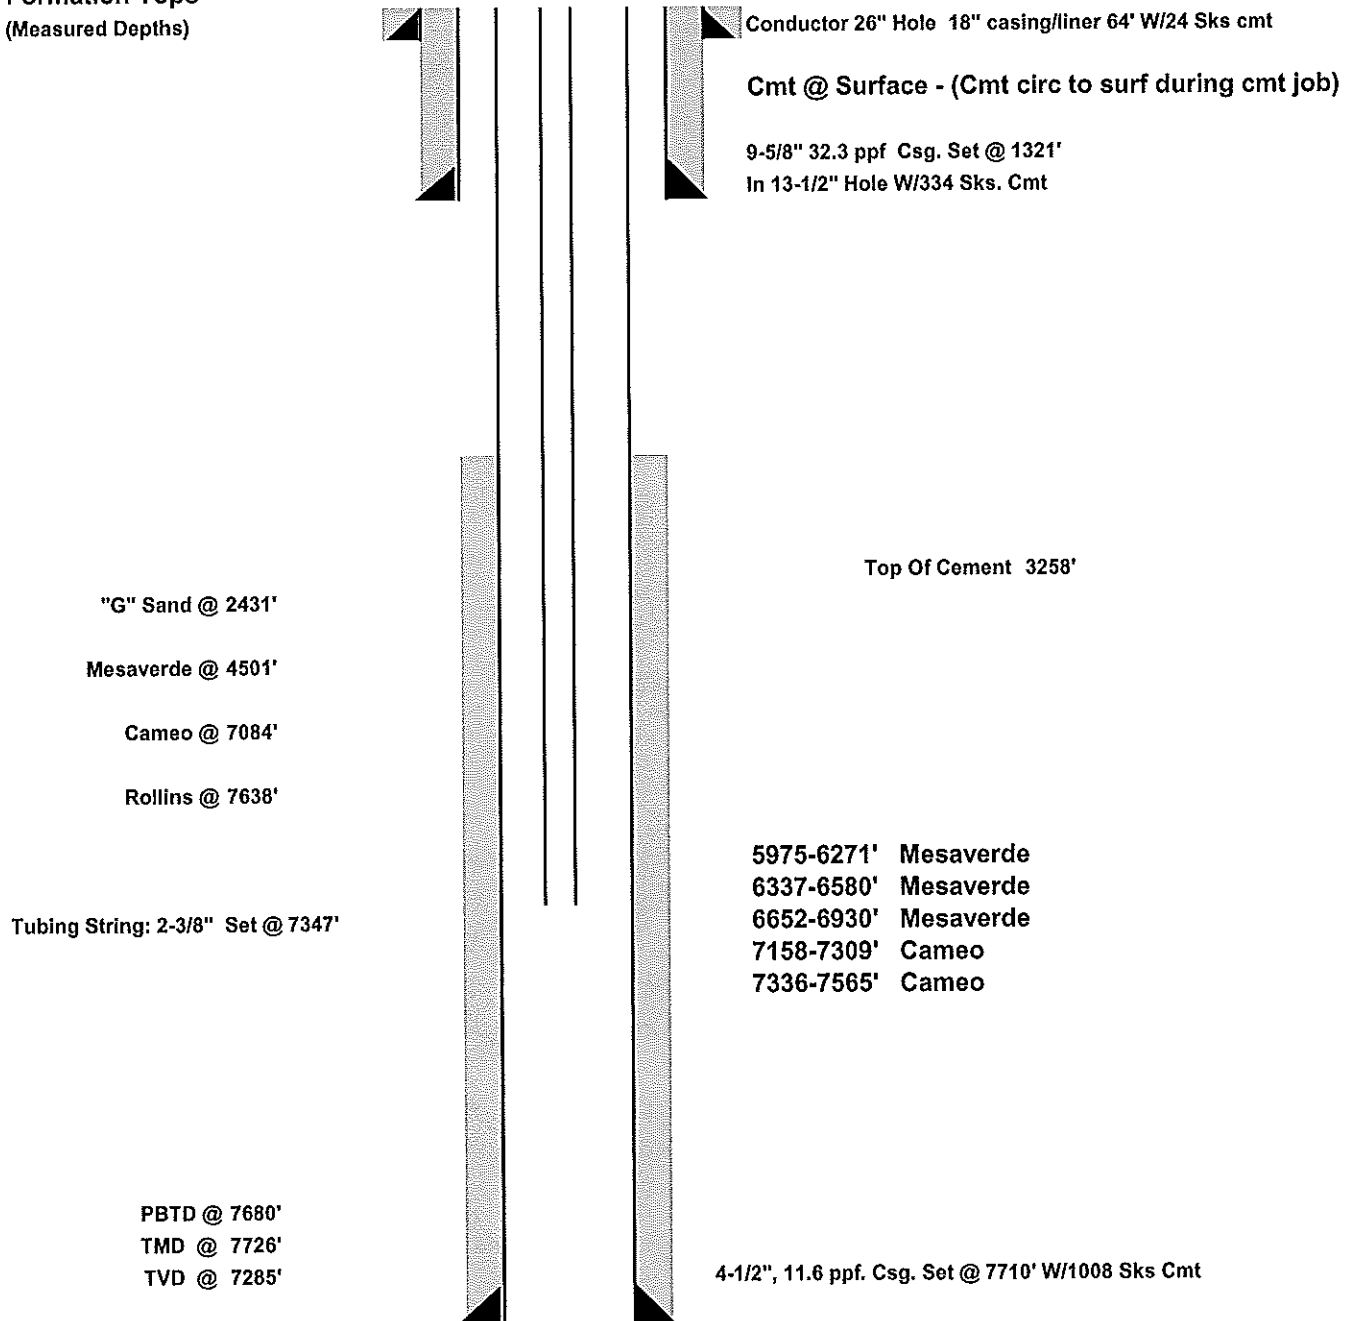 Formation Tops
(Measured Depths)
Conductor 26" Hole 18" casing/liner 64' W/24 Sks cmt
Cmt @ Surface - (Cmt circ to surf during cmt job)
9-5/8" 32.3 ppf Csg. Set @ 1321'
In 13-1/2" Hole W/334 Sks. Cmt
Top Of Cement 3258'
"G" Sand @ 2431'
Mesaverde @ 4501'
Cameo @ 7084'
Rollins @ 7638'
5975-6271' Mesaverde
6337-6580' Mesaverde
6652-6930' Mesaverde
7158-7309' Cameo
7336-7565' Cameo
Tubing String: 2-3/8" Set @ 7347'
PBTD @ 7680'
TMD @ 7726'
TVD @ 7285'
4-1/2", 11.6 ppf. Csg. Set @ 7710' W/1008 Sks Cmt